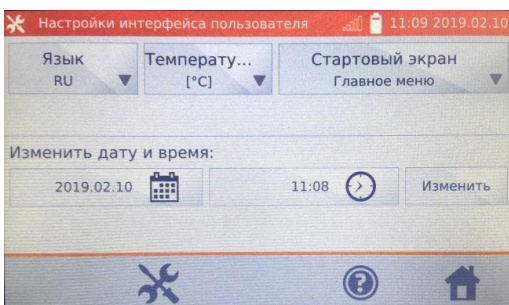 Настройки интерфейса пользователя 11:09 2019.02.10
Язык
RU
Температу...
[°C]
Стартовый экран
Главное меню
Изменить дату и время:
2019.02.10 11:08 Изменить
?